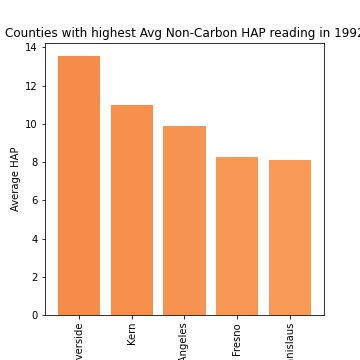 Counties with highest Avg Non-Carbon HAP reading in 1992
14
12
10
8
6
4
2
0
Average HAP
verside
Kern
Angeles
Fresno
nislaus